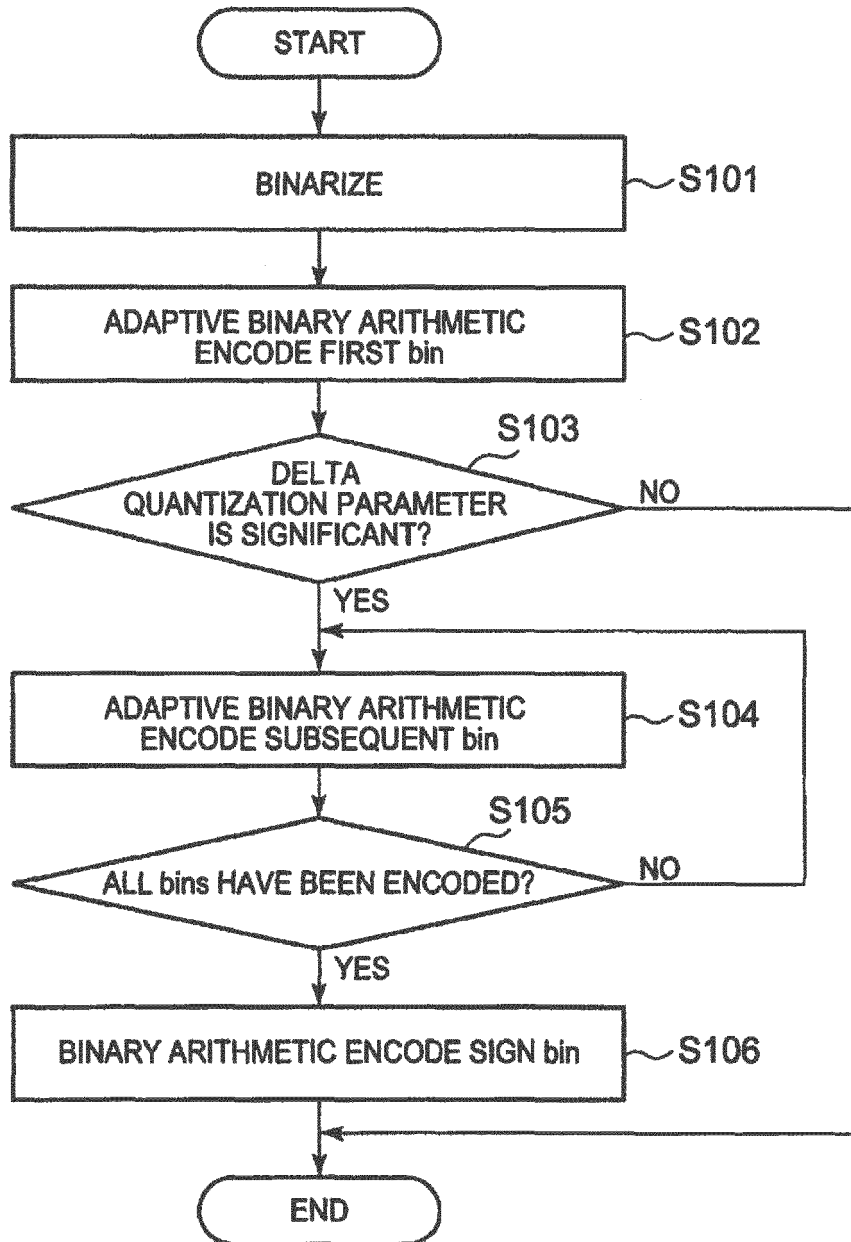 START
BINARIZE
S101
ADAPTIVE BINARY ARITHMETIC
ENCODE FIRST bin
S102
S103
DELTA
QUANTIZATION PARAMETER
IS SIGNIFICANT?
NO
YES
ADAPTIVE BINARY ARITHMETIC
ENCODE SUBSEQUENT bin
S104
S105
ALL bins HAVE BEEN ENCODED?
NO
YES
BINARY ARITHMETIC ENCODE SIGN bin
S106
END